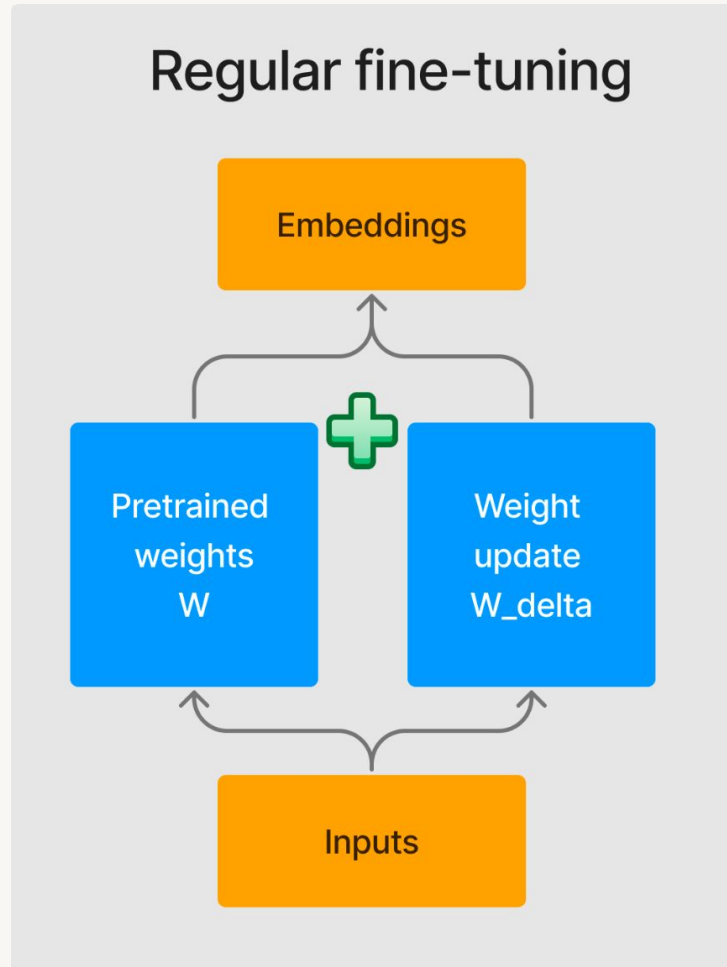 Regular fine-tuning
Embeddings
Pretrained
weights
W
Weight
update
W_delta
Inputs